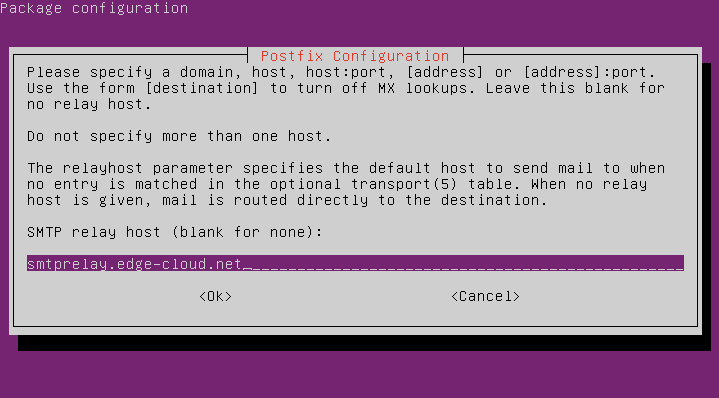 Package configuration
Postfix Configuration
Please specify a domain, host, host:port, [address] or [address]:port.
Use the form [destination] to turn off MX lookups. Leave this blank for
no relay host.
Do not specify more than one host.
The relayhost parameter specifies the default host to send mail to when
no entry is matched in the optional transport(5) table. When no relay
host is given, mail is routed directly to the destination.
SMTP relay host (blank for none):
smtprelay.edge-cloud.net
<Ok> <Cancel>